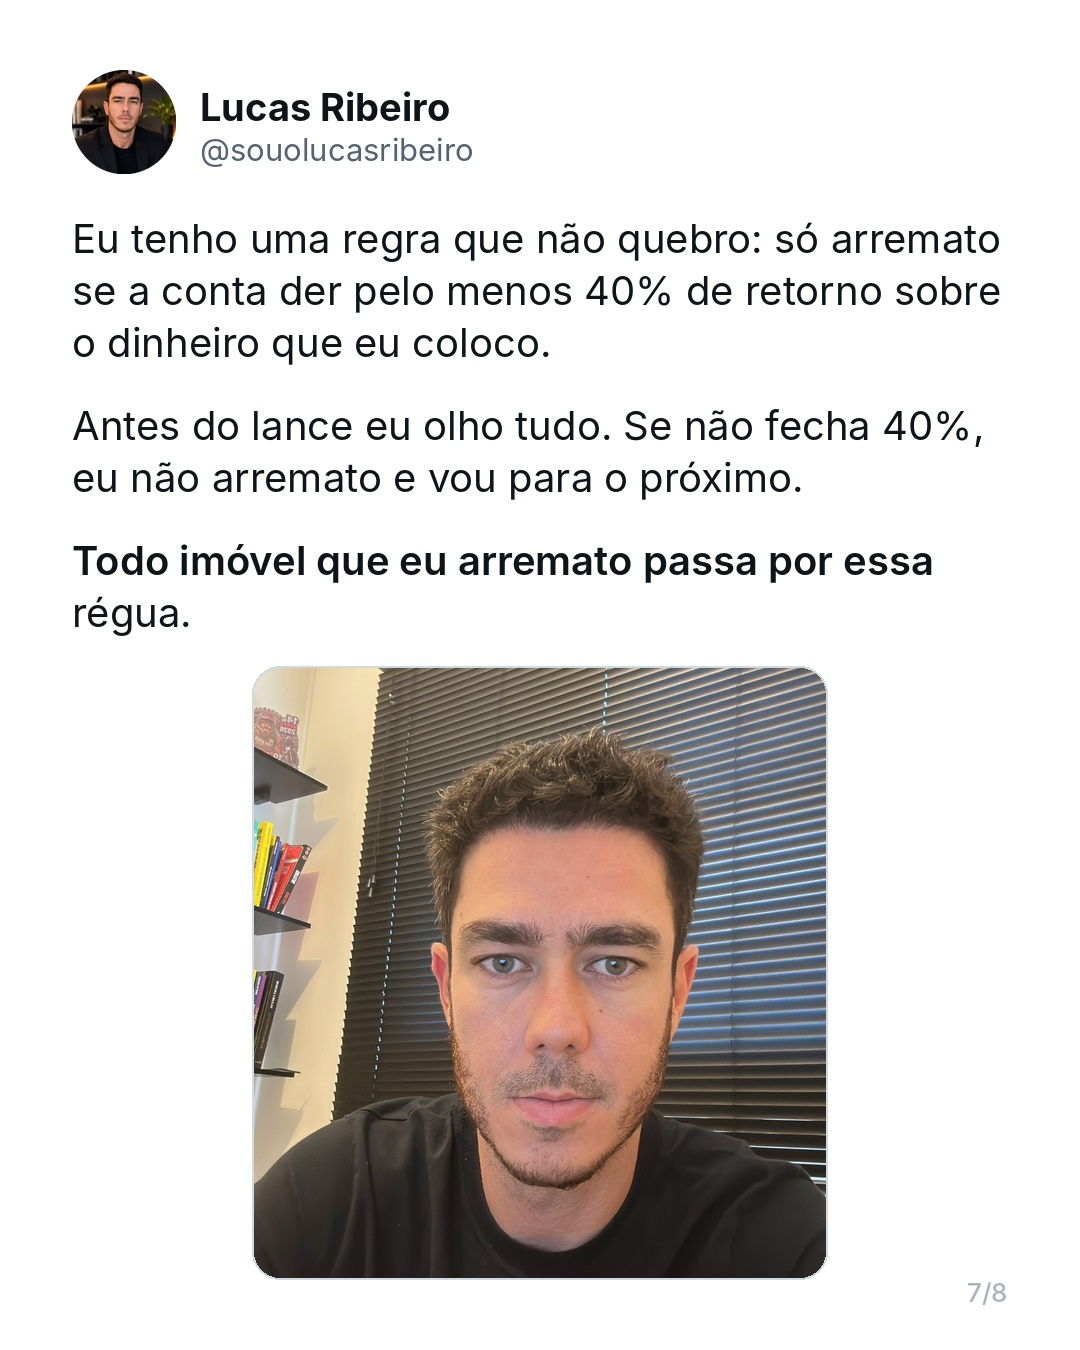 Lucas Ribeiro
@souolucasribeiro
Eu tenho uma regra que não quebro: só arremato
se a conta der pelo menos 40% de retorno sobre
o dinheiro que eu coloco.
Antes do lance eu olho tudo. Se não fecha 40%,
eu não arremato e vou para o próximo.
Todo imóvel que eu arremato passa por essa
régua.
7/8